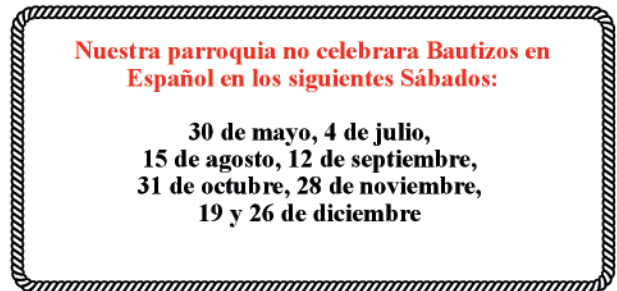 Nuestra parroquia no celebrara Bautizos en
Español en los siguientes Sábados:
30 de mayo, 4 de julio,
15 de agosto, 12 de septiembre,
31 de octubre, 28 de noviembre,
19 y 26 de diciembre